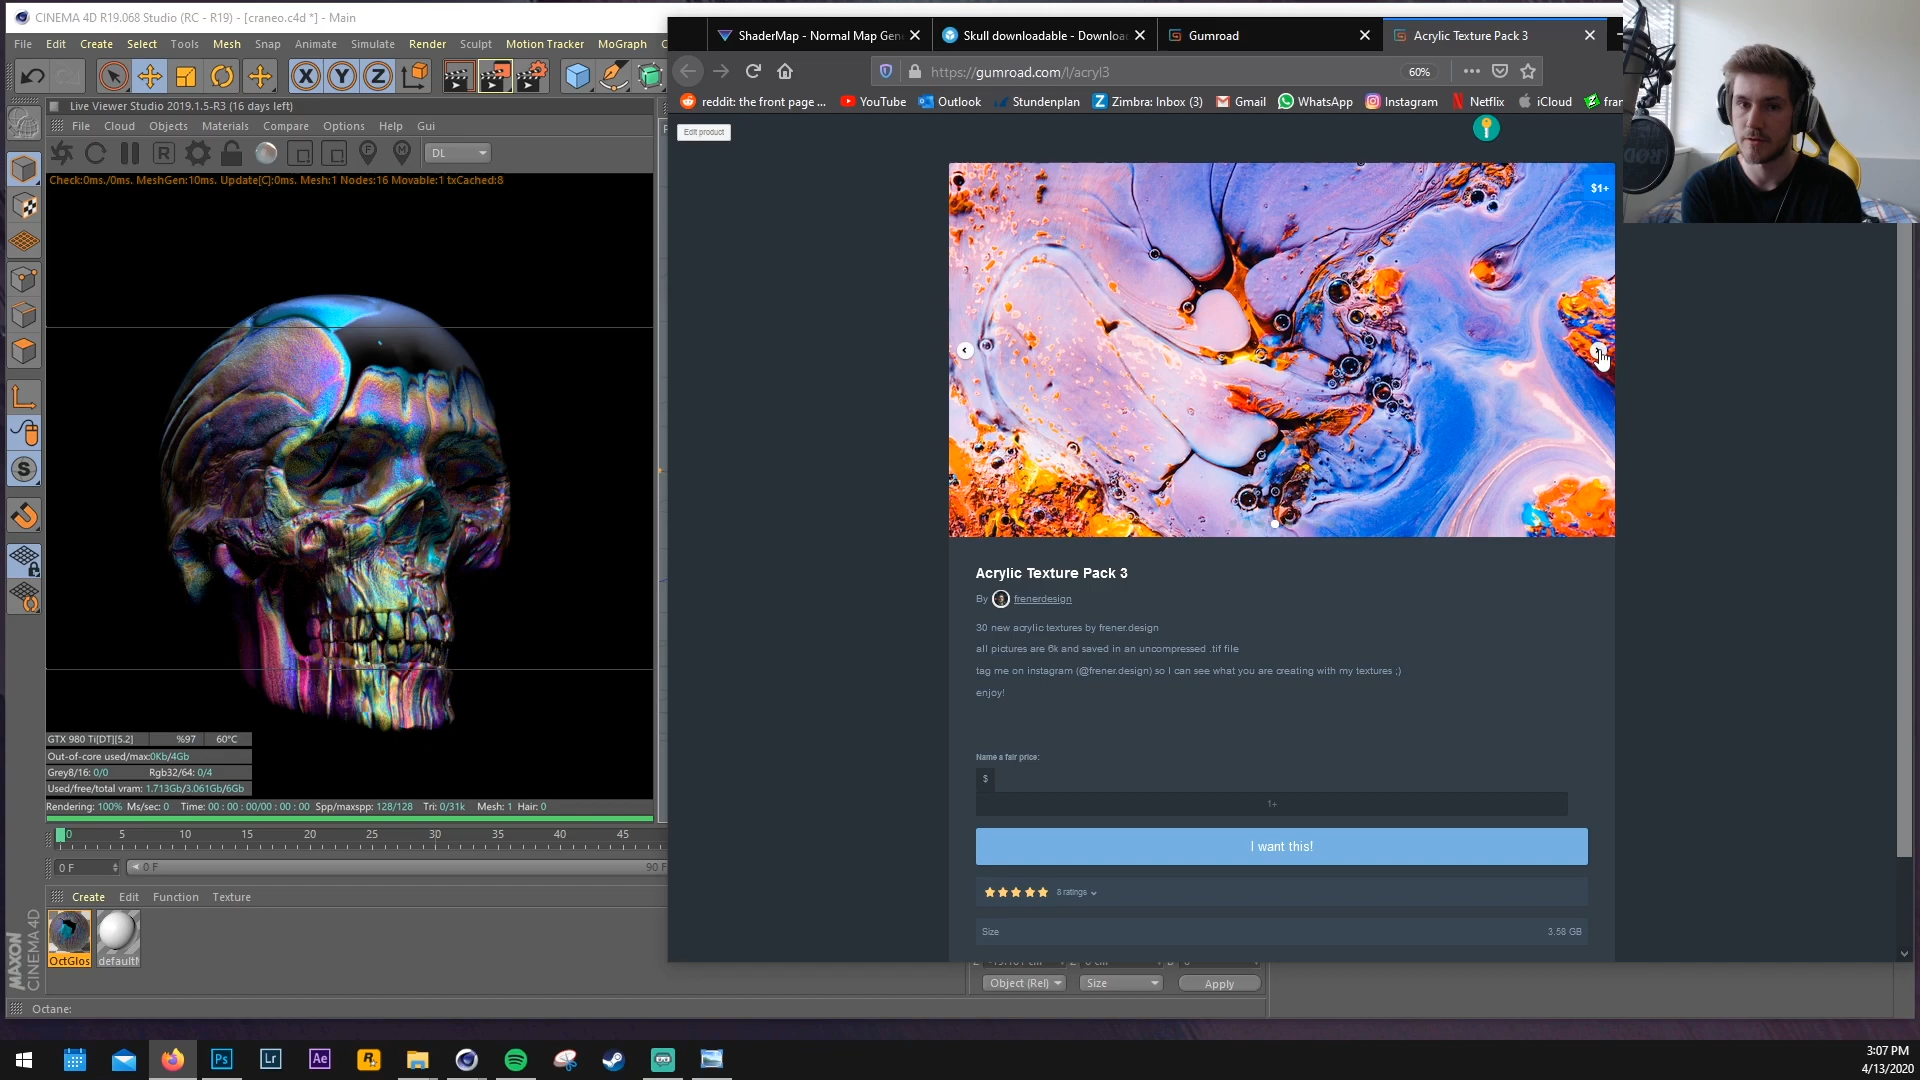 CINEMA 4D R19.068 Studio (RC - R19) - [craneo.c4d *] - Main
File Edit Create Select Tools Mesh Snap Animate Simulate Render Sculpt Motion Tracker MoGraph
X Y Z
Live Viewer Studio 2019.1.5-R3 (16 days left)
File Cloud Objects Materials Compare Options Help Gui
R DL
Check:0ms./0ms. MeshGen:10ms. Update[C]:0ms. Mesh:1 Nodes:16 Movable:1 txCached:8
GTX 980 Ti[DT][5.2] %97 60°C
Out-of-core used/max:0Kb/4Gb
Grey8/16: 0/0 Rgb32/64: 0/4
Used/free/total vram: 1.713Gb/3.061Gb/6Gb
Rendering: 100% Ms/sec: 0 Time: 00 : 00 : 00/00 : 00 : 00 Spp/maxspp: 128/128 Tri: 0/31k Mesh: 1 Hair: 0
0 5 10 15 20 25 30 35 40 45
0 F 0 F 90 F
Create Edit Function Texture
OctGlos default
MAXON CINEMA 4D
Object (Rel) Size Apply
Octane:
ShaderMap - Normal Map Gen Skull downloadable - Downloa Gumroad Acrylic Texture Pack 3
https://gumroad.com/l/acryl3 60%
reddit: the front page ... YouTube Outlook Stundenplan Zimbra: Inbox (3) Gmail WhatsApp Instagram Netflix iCloud
Edit product
$1+
Acrylic Texture Pack 3
By frenerdesign
30 new acrylic textures by frener.design
all pictures are 6k and saved in an uncompressed .tif file
tag me on instagram (@frener.design) so I can see what you are creating with my textures ;)
enjoy!
Name a fair price:
$
1+
I want this!
8 ratings
Size 3.58 GB
Ps Lr Ae
3:07 PM
4/13/2020